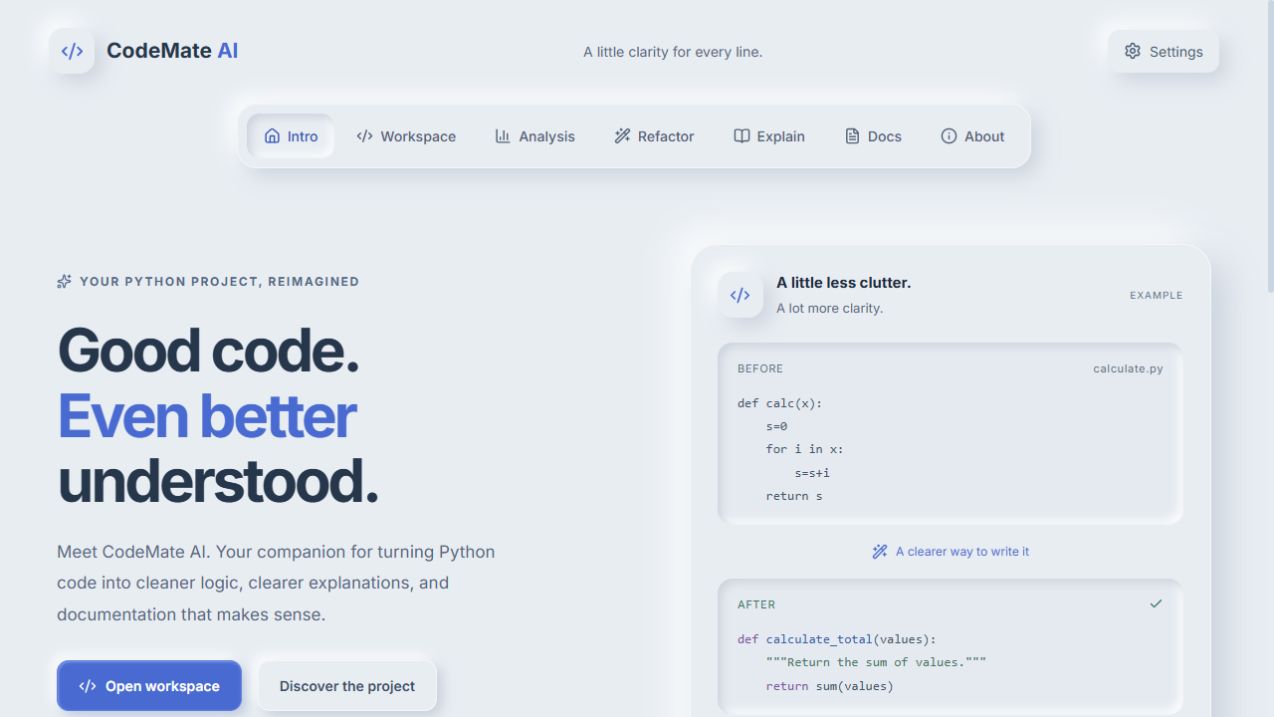 CodeMate AI
A little clarity for every line.
Settings
Intro
Workspace
Analysis
Refactor
Explain
Docs
About
YOUR PYTHON PROJECT, REIMAGINED
Good code.
Even better
understood.
Meet CodeMate AI. Your companion for turning Python
code into cleaner logic, clearer explanations, and
documentation that makes sense.
Open workspace
Discover the project
A little less clutter.
A lot more clarity.
EXAMPLE
BEFORE
calculate.py
def calc(x):
    s=0
    for i in x:
        s=s+i
    return s
A clearer way to write it
AFTER
def calculate_total(values):
    """Return the sum of values."""
    return sum(values)